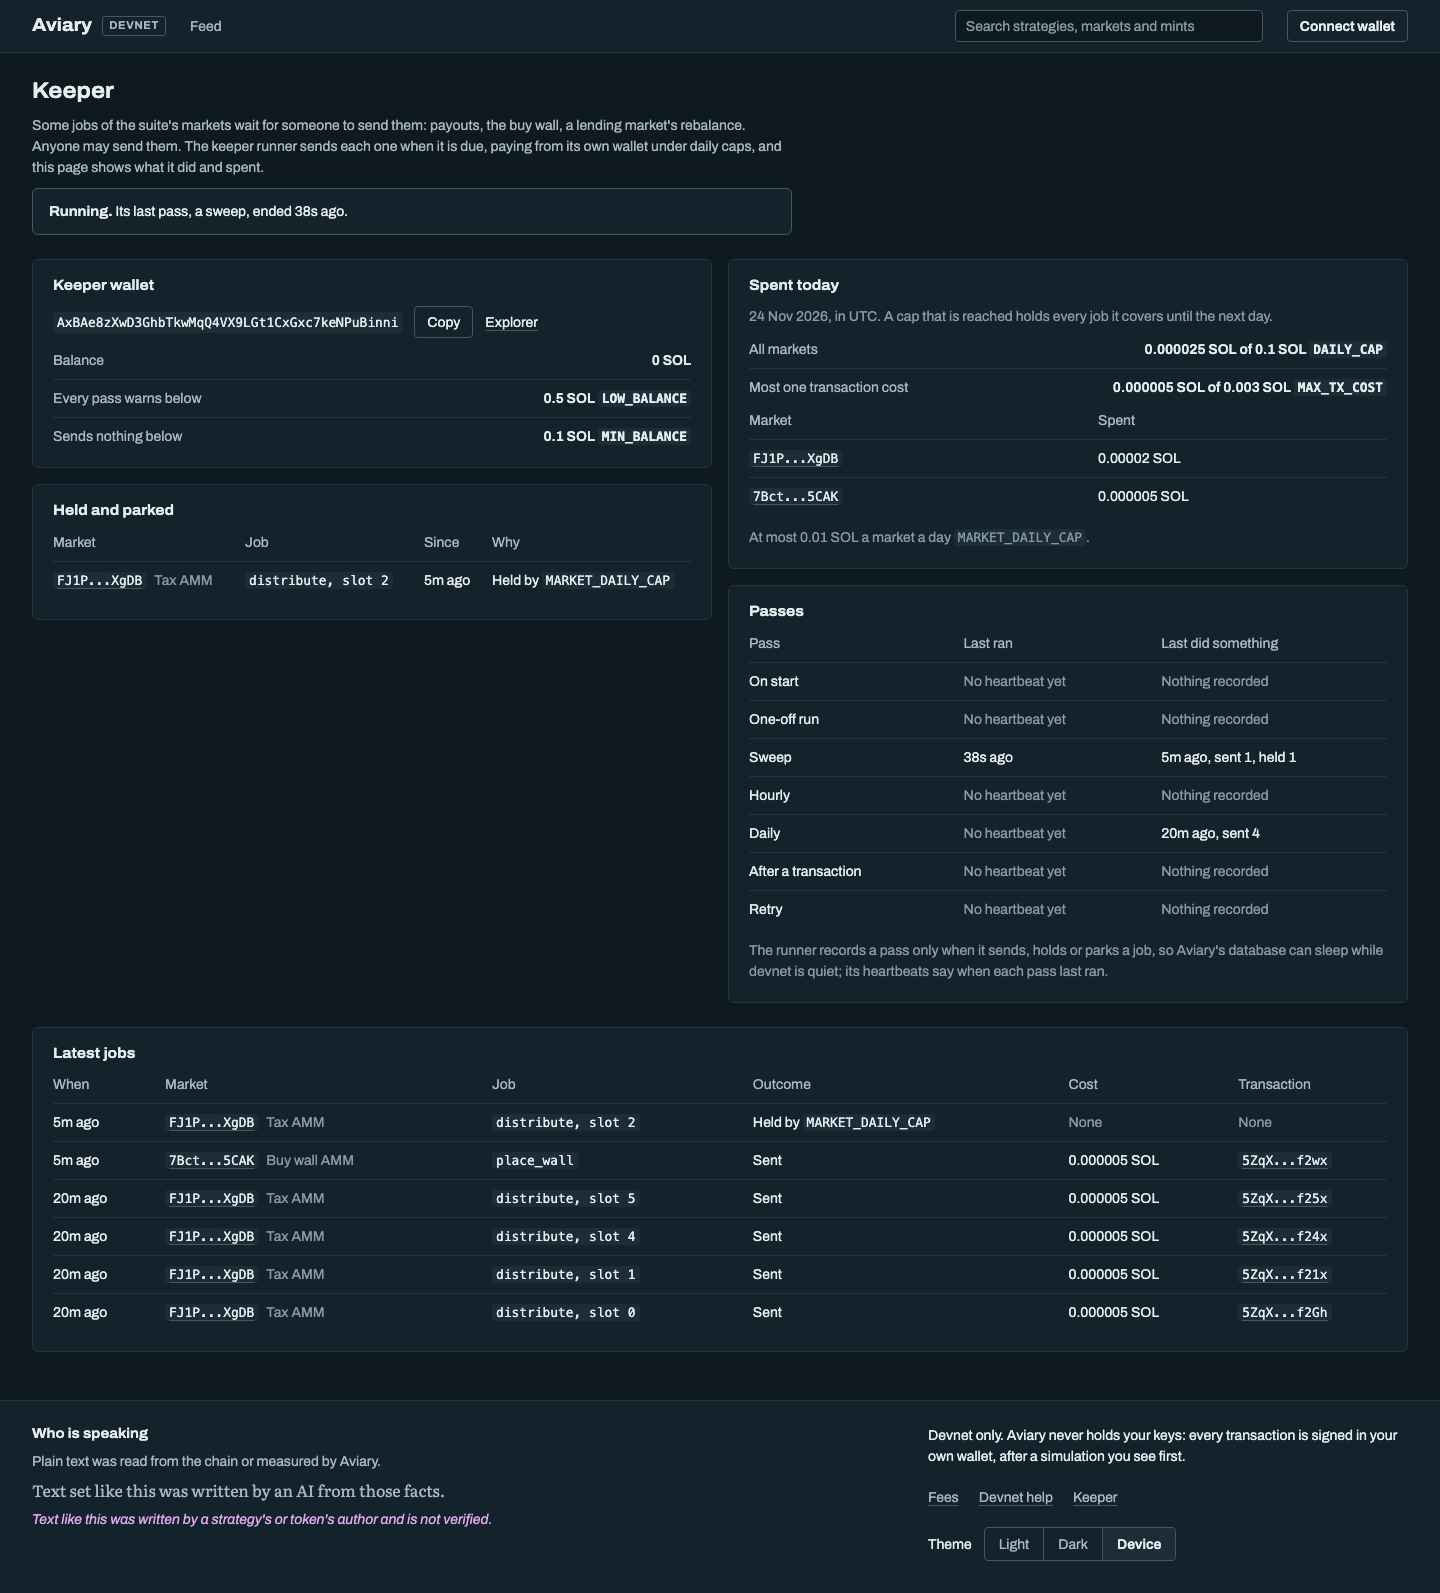 Aviary DEVNET Feed Search strategies, markets and mints Connect wallet
Keeper
Some jobs of the suite's markets wait for someone to send them: payouts, the buy wall, a lending market's rebalance.
Anyone may send them. The keeper runner sends each one when it is due, paying from its own wallet under daily caps, and
this page shows what it did and spent.
Running. Its last pass, a sweep, ended 38s ago.
Keeper wallet
AxBAe8zXwD3GhbTkwMqQ4VX9LGt1CxGxc7keNPuBinni Copy Explorer
Balance 0 SOL
Every pass warns below 0.5 SOL LOW_BALANCE
Sends nothing below 0.1 SOL MIN_BALANCE
Held and parked
Market Job Since Why
FJ1P...XgDB Tax AMM distribute, slot 2 5m ago Held by MARKET_DAILY_CAP
Spent today
24 Nov 2026, in UTC. A cap that is reached holds every job it covers until the next day.
All markets 0.000025 SOL of 0.1 SOL DAILY_CAP
Most one transaction cost 0.000005 SOL of 0.003 SOL MAX_TX_COST
Market Spent
FJ1P...XgDB 0.00002 SOL
7Bct...5CAK 0.000005 SOL
At most 0.01 SOL a market a day MARKET_DAILY_CAP.
Passes
Pass Last ran Last did something
On start No heartbeat yet Nothing recorded
One-off run No heartbeat yet Nothing recorded
Sweep 38s ago 5m ago, sent 1, held 1
Hourly No heartbeat yet Nothing recorded
Daily No heartbeat yet 20m ago, sent 4
After a transaction No heartbeat yet Nothing recorded
Retry No heartbeat yet Nothing recorded
The runner records a pass only when it sends, holds or parks a job, so Aviary's database can sleep while
devnet is quiet; its heartbeats say when each pass last ran.
Latest jobs
When Market Job Outcome Cost Transaction
5m ago FJ1P...XgDB Tax AMM distribute, slot 2 Held by MARKET_DAILY_CAP None None
5m ago 7Bct...5CAK Buy wall AMM place_wall Sent 0.000005 SOL 5ZqX...f2wx
20m ago FJ1P...XgDB Tax AMM distribute, slot 5 Sent 0.000005 SOL 5ZqX...f25x
20m ago FJ1P...XgDB Tax AMM distribute, slot 4 Sent 0.000005 SOL 5ZqX...f24x
20m ago FJ1P...XgDB Tax AMM distribute, slot 1 Sent 0.000005 SOL 5ZqX...f21x
20m ago FJ1P...XgDB Tax AMM distribute, slot 0 Sent 0.000005 SOL 5ZqX...f2Gh
Who is speaking
Plain text was read from the chain or measured by Aviary.
Text set like this was written by an AI from those facts.
Text like this was written by a strategy's or token's author and is not verified.
Devnet only. Aviary never holds your keys: every transaction is signed in your
own wallet, after a simulation you see first.
Fees Devnet help Keeper
Theme Light Dark Device